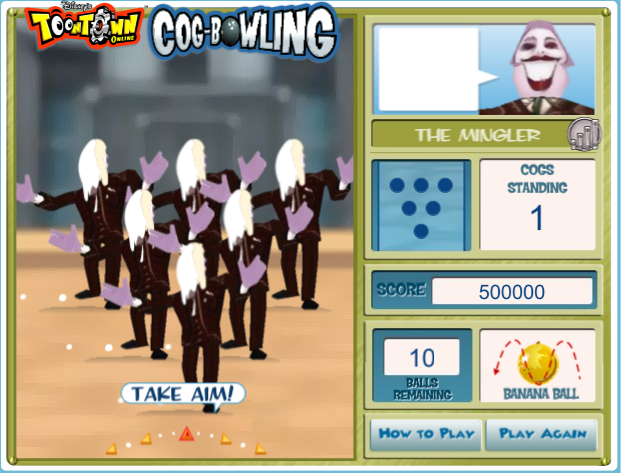 Disney's
TOONTOWN
ONLINE
COG-BOWLING
THE MINGLER
COGS
STANDING
1
SCORE 500000
10
BALLS
REMAINING
BANANA BALL
TAKE AIM!
HOW TO PLAY
PLAY AGAIN